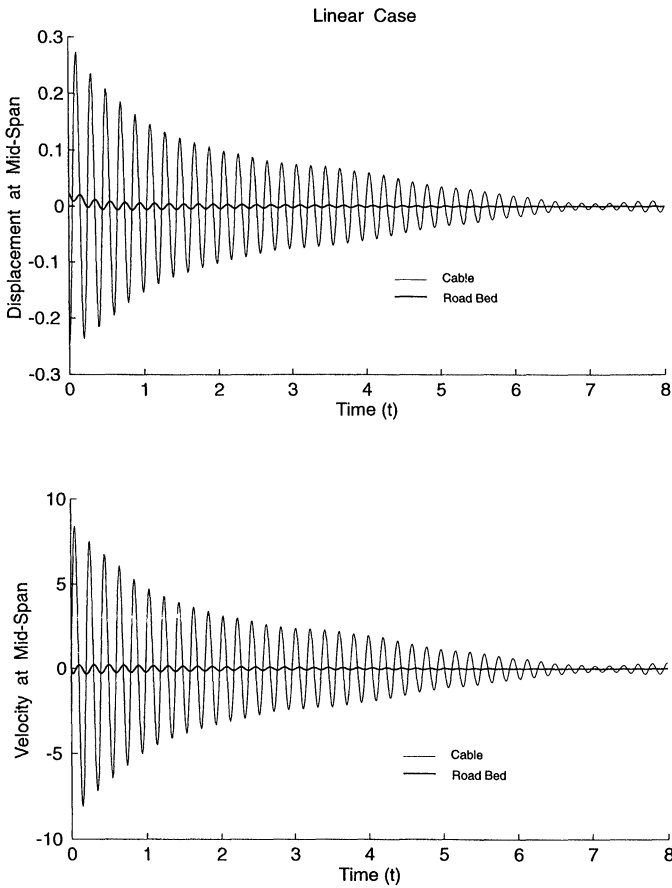 Linear Case
Displacement at Mid-Span
0.3
0.2
0.1
0
-0.1
-0.2
-0.3
Cable
Road Bed
0 1 2 3 4 5 6 7 8
Time (t)
Velocity at Mid-Span
10
5
0
-5
-10
Cable
Road Bed
0 1 2 3 4 5 6 7 8
Time (t)